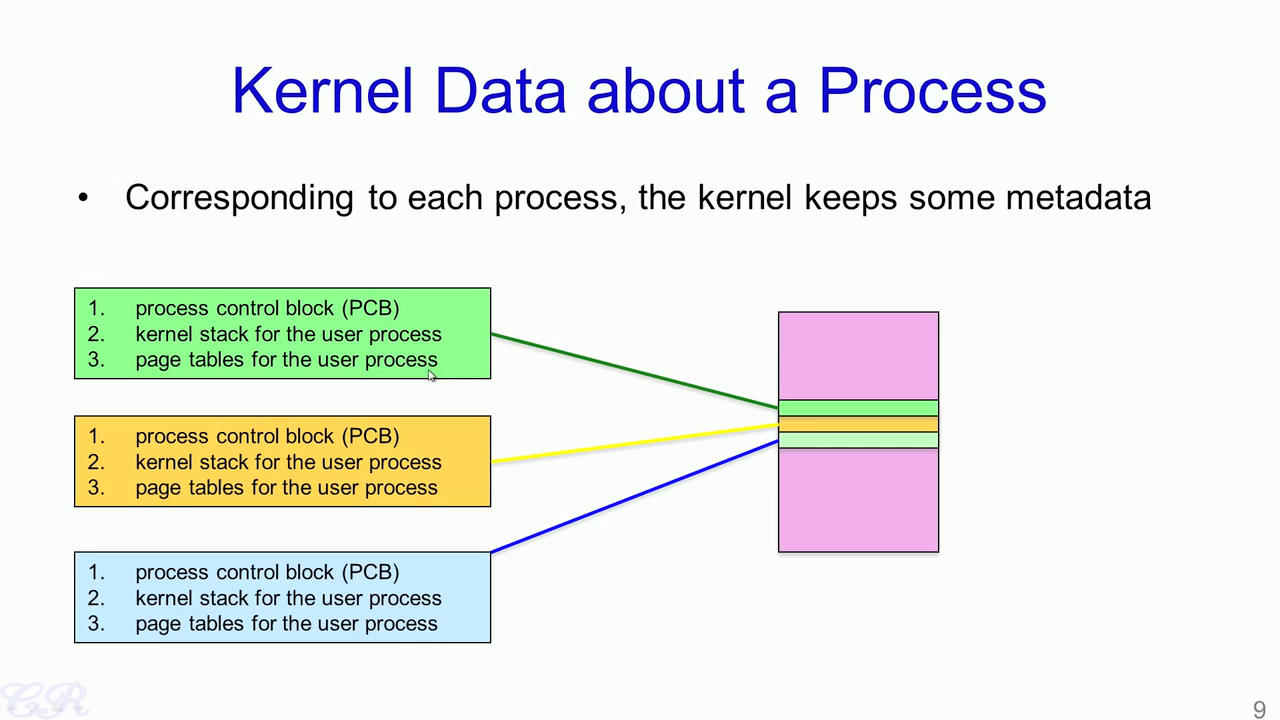 Kernel Data about a Process
• Corresponding to each process, the kernel keeps some metadata
1. process control block (PCB)
2. kernel stack for the user process
3. page tables for the user process
1. process control block (PCB)
2. kernel stack for the user process
3. page tables for the user process
1. process control block (PCB)
2. kernel stack for the user process
3. page tables for the user process
CR
9